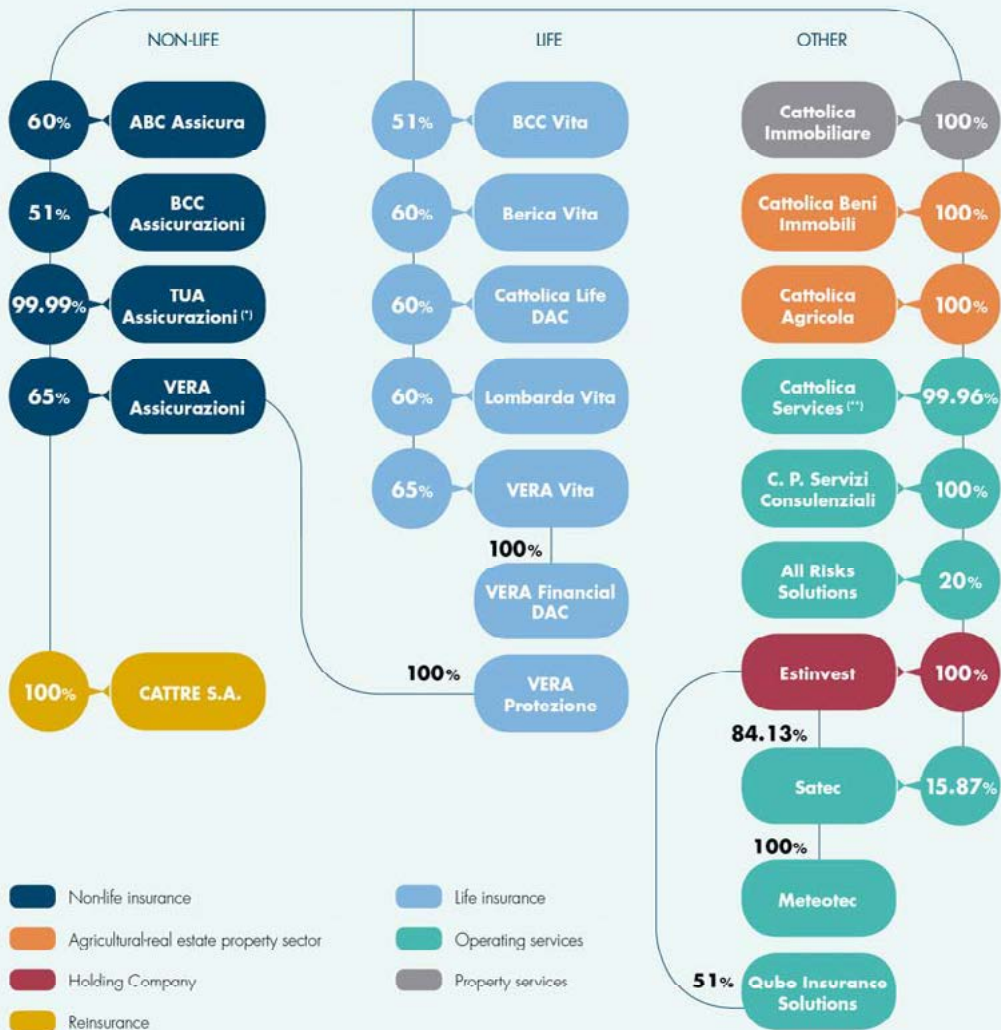 NON-LIFE
60%
ABC Assicura
51%
BCC
Assicurazioni
99.99%
TUA
Assicurazioni (*)
65%
VERA
Assicurazioni
100%
CATTRE S.A.
LIFE
51%
BCC Vita
60%
Berica Vita
60%
Cattolica Life
DAC
60%
Lombarda Vita
65%
VERA Vita
100%
VERA Financial
DAC
100%
VERA
Protezione
OTHER
Cattolica
Immobiliare
100%
Cattolica Beni
Immobili
100%
Cattolica
Agricola
100%
Cattolica
Services (**)
99.96%
C. P. Servizi
Consulenziali
100%
All Risks
Solutions
20%
Estinvest
100%
84.13%
Satec
15.87%
100%
Meteotec
51%
Qubo Insurance
Solutions
Non-life insurance
Agricultural-real estate property sector
Holding Company
Reinsurance
Life insurance
Operating services
Property services